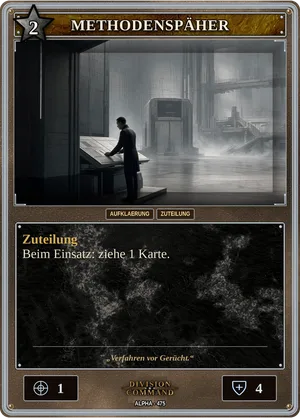 2
METHODENSPÄHER
AUFKLAERUNG ZUTEILUNG
Zuteilung
Beim Einsatz: ziehe 1 Karte.
„Verfahren vor Gerücht.“
1
DIVISION COMMAND
ALPHA · 475
4